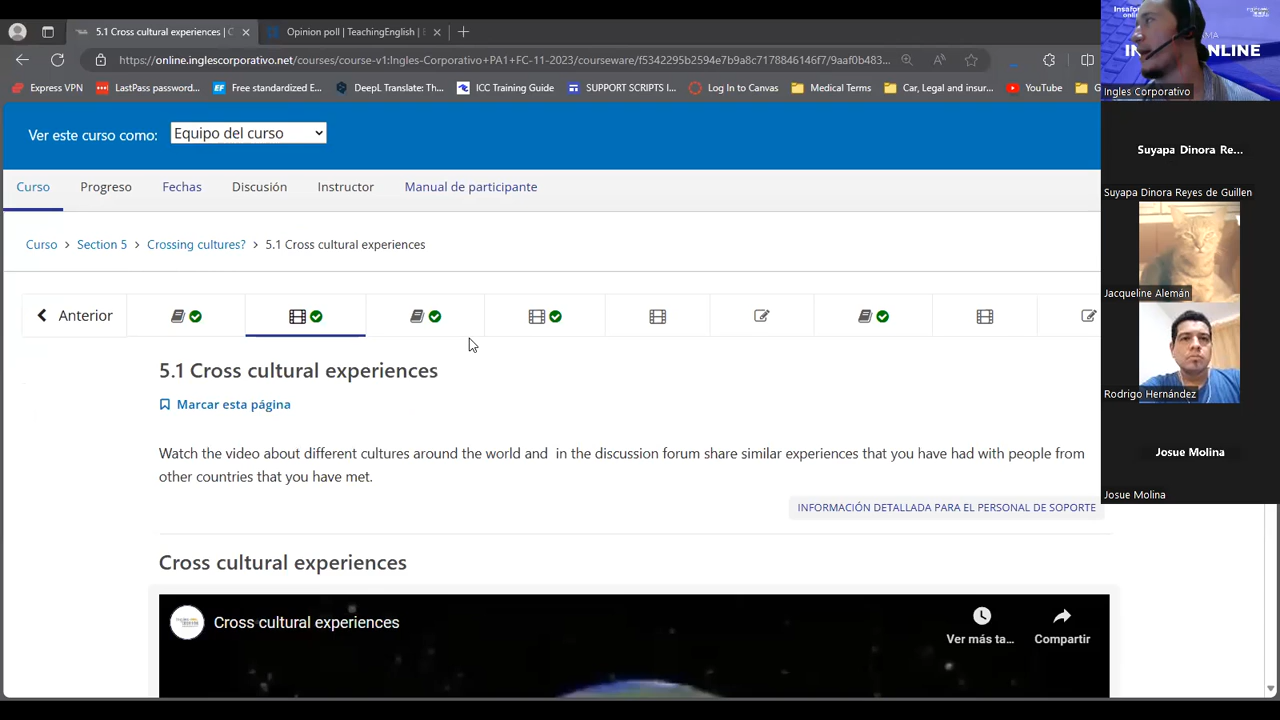 5.1 Cross cultural experiences | C
Opinion poll | TeachingEnglish |
https://online.inglescorporativo.net/courses/course-v1:Ingles-Corporativo+PA1+FC-11-2023/courseware/f5342295b2594e7b9a8c7178846146f7/9aaf0b483...
Express VPN
LastPass password...
Free standardized E...
DeepL Translate: Th...
ICC Training Guide
SUPPORT SCRIPTS I...
Log In to Canvas
Medical Terms
Car, Legal and insur...
YouTube
Ver este curso como:
Equipo del curso
Curso
Progreso
Fechas
Discusión
Instructor
Manual de participante
Curso > Section 5 > Crossing cultures? > 5.1 Cross cultural experiences
Anterior
5.1 Cross cultural experiences
Marcar esta página
Watch the video about different cultures around the world and in the discussion forum share similar experiences that you have had with people from
other countries that you have met.
INFORMACIÓN DETALLADA PARA EL PERSONAL DE SOPORTE
Cross cultural experiences
Cross cultural experiences
Ver más ta...
Compartir
ONLINE
Ingles Corporativo
Suyapa Dinora Re...
Suyapa Dinora Reyes de Guillen
Jacqueline Alemán
Rodrigo Hernández
Josue Molina
Josue Molina